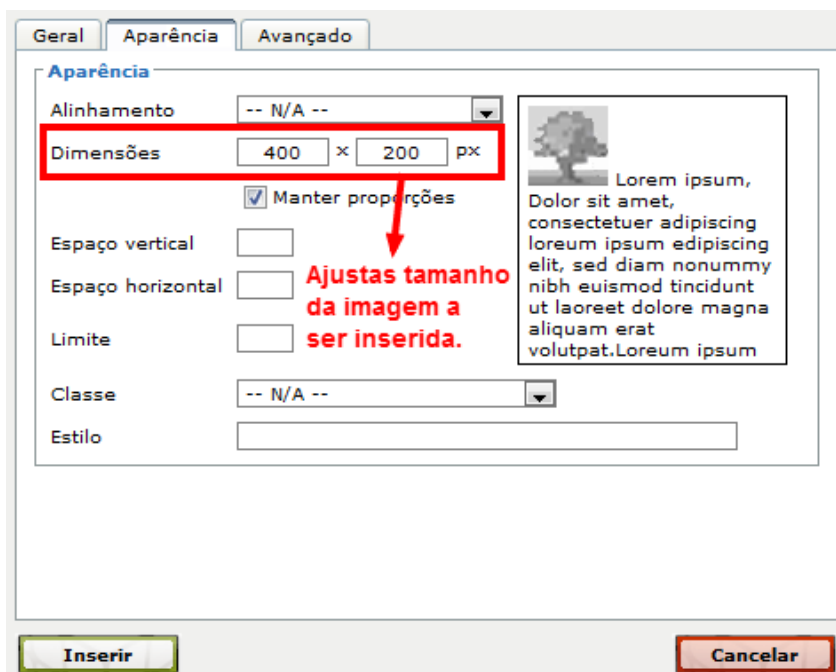 Geral Aparência Avançado
Aparência
Alinhamento -- N/A --
Dimensões 400 × 200 px
Manter proporções
Espaço vertical
Espaço horizontal
Limite
Ajustas tamanho
da imagem a
ser inserida.
Lorem ipsum,
Dolor sit amet,
consectetuer adipiscing
loreum ipsum edipiscing
elit, sed diam nonummy
nibh euismod tincidunt
ut laoreet dolore magna
aliquam erat
volutpat.Loreum ipsum
Classe -- N/A --
Estilo
Inserir Cancelar